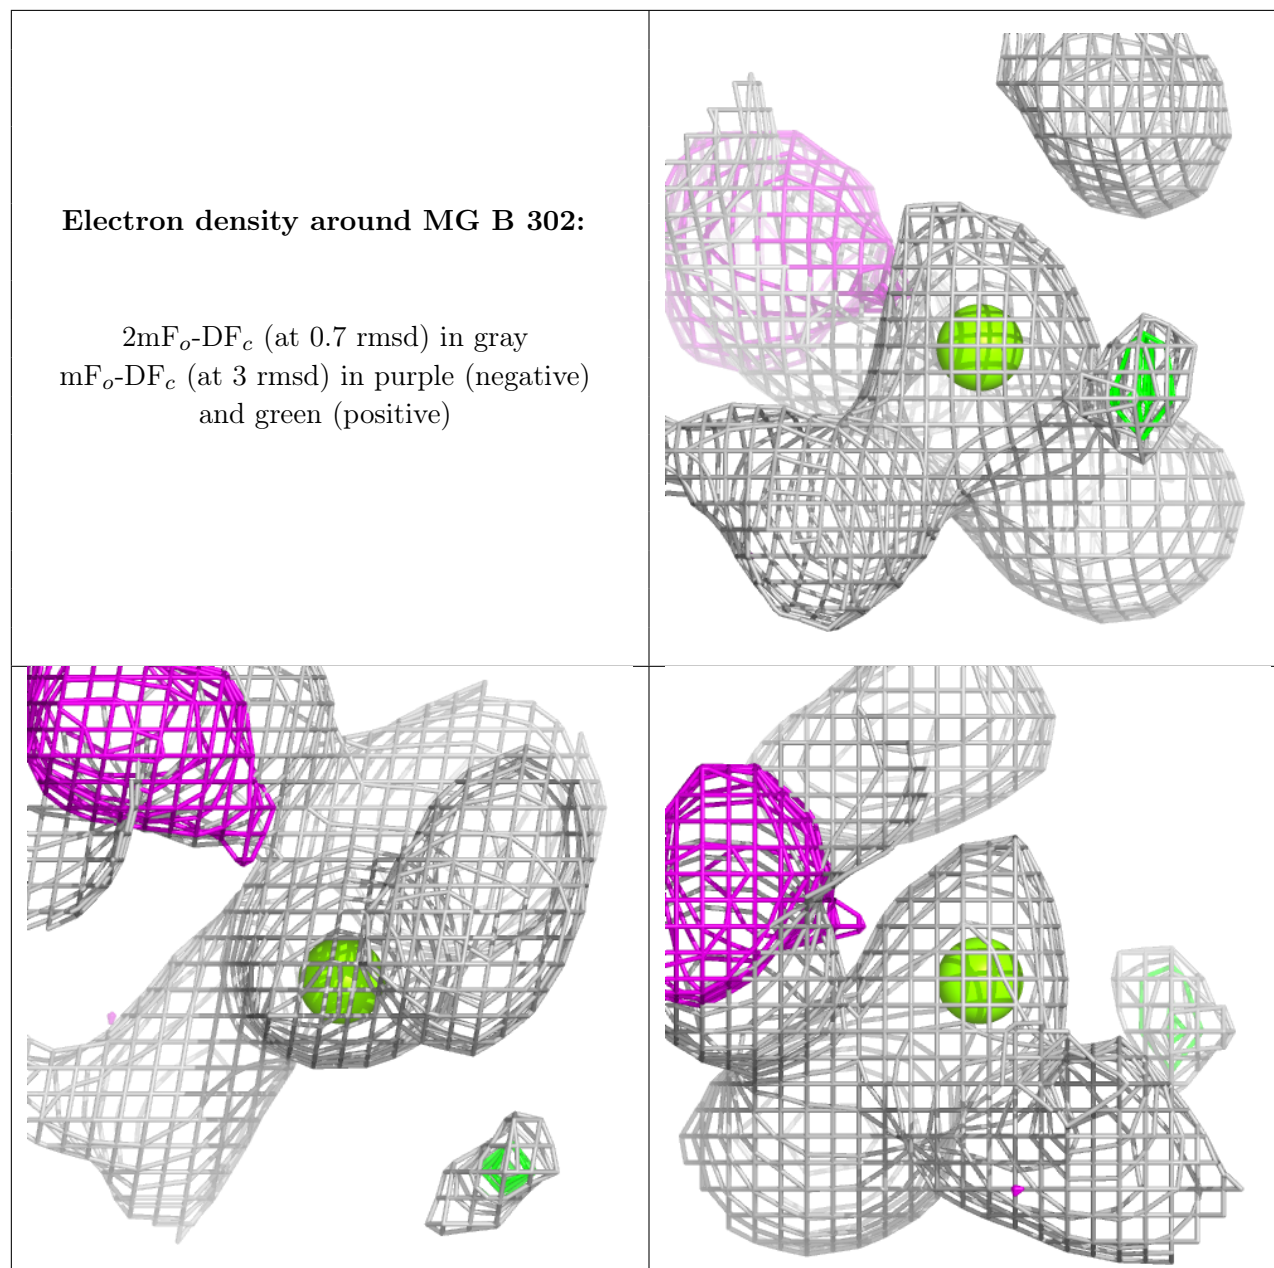 Electron density around MG B 302:
2mFo-DFc (at 0.7 rmsd) in gray
mFo-DFc (at 3 rmsd) in purple (negative)
and green (positive)